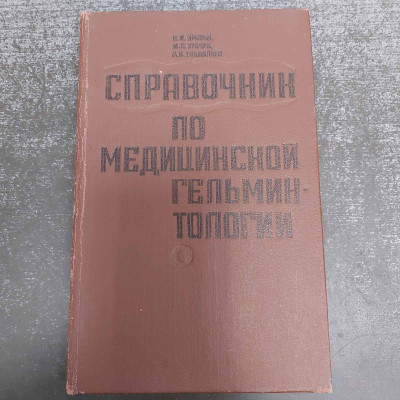 СПРАВОЧНИК
ПО
МЕДИЦИНСКОЙ
ГЕЛЬМИН-
ТОЛОГИИ